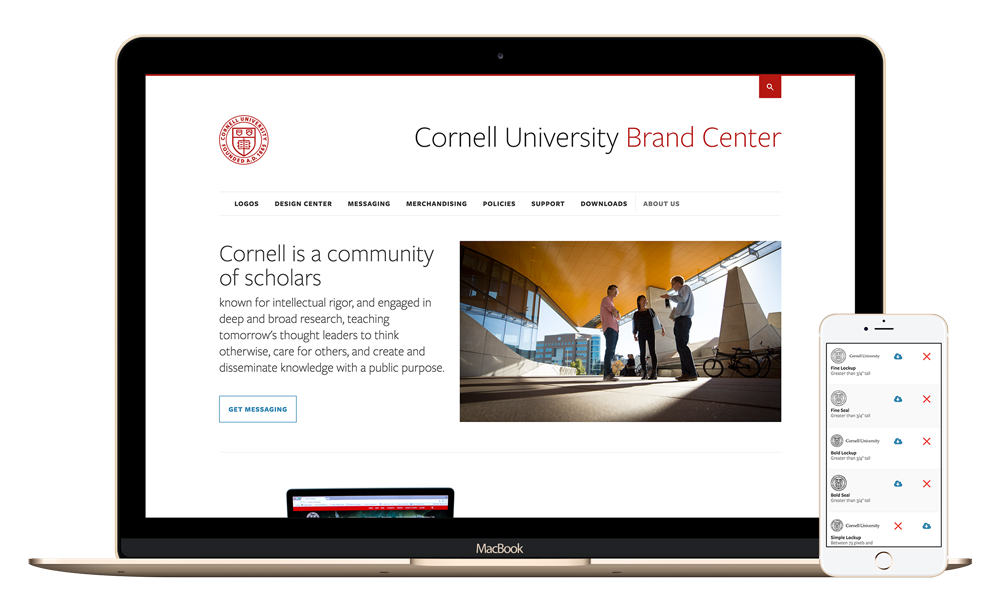 CORNELL UNIVERSITY
FOUNDED A.D. 1865
Cornell University Brand Center
LOGOS DESIGN CENTER MESSAGING MERCHANDISING POLICIES SUPPORT DOWNLOADS ABOUT US
Cornell is a community
of scholars
known for intellectual rigor, and engaged in
deep and broad research, teaching
tomorrow's thought leaders to think
otherwise, care for others, and create and
disseminate knowledge with a public purpose.
GET MESSAGING
MacBook
Cornell University
Fine Lockup
Greater than 3/4" tall
Fine Seal
Greater than 3/4" tall
Cornell University
Bold Lockup
Greater than 3/4" tall
Bold Seal
Greater than 3/4" tall
Cornell University
Simple Lockup
Between 73 pixels and